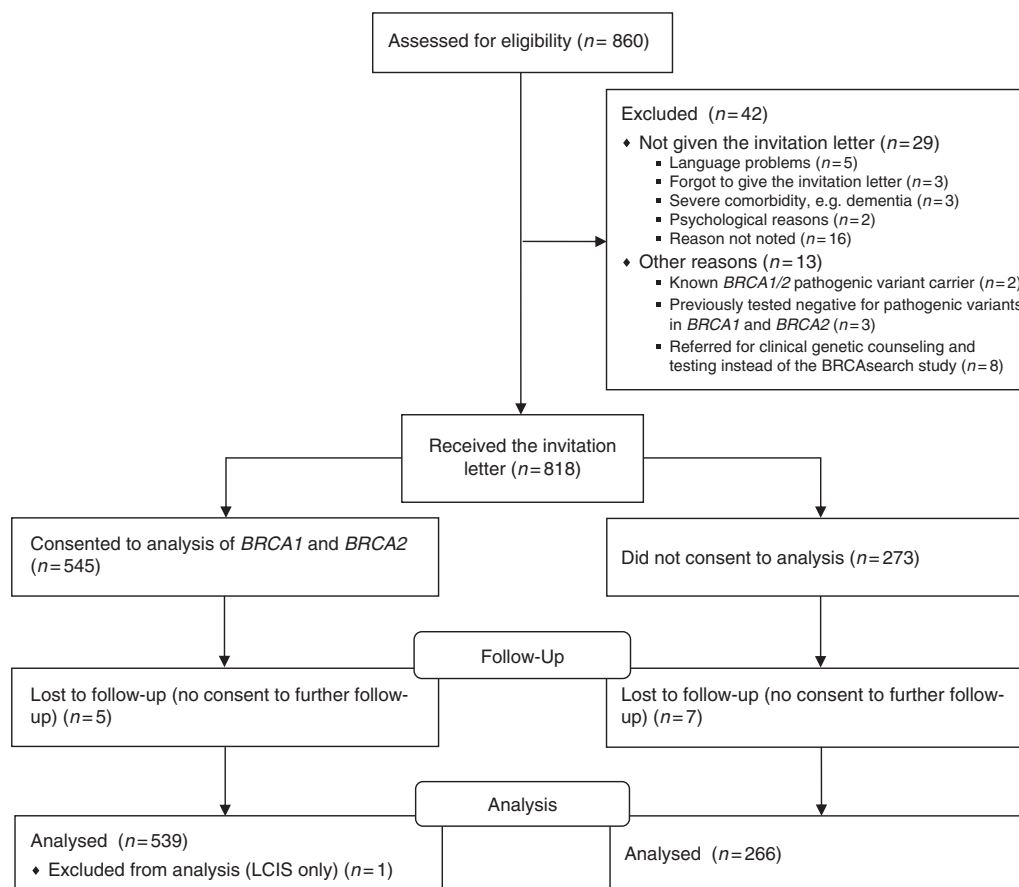 Assessed for eligibility (n= 860)
Excluded (n=42)
♦ Not given the invitation letter (n=29)
▪ Language problems (n=5)
▪ Forgot to give the invitation letter (n=3)
▪ Severe comorbidity, e.g. dementia (n=3)
▪ Psychological reasons (n=2)
▪ Reason not noted (n=16)
♦ Other reasons (n=13)
▪ Known BRCA1/2 pathogenic variant carrier (n=2)
▪ Previously tested negative for pathogenic variants
in BRCA1 and BRCA2 (n=3)
▪ Referred for clinical genetic counseling and
testing instead of the BRCAsearch study (n=8)
Received the invitation
letter (n=818)
Consented to analysis of BRCA1 and BRCA2
(n=545)
Did not consent to analysis (n=273)
Follow-Up
Lost to follow-up (no consent to further follow-
up) (n=5)
Lost to follow-up (no consent to further follow-
up) (n=7)
Analysis
Analysed (n=539)
♦ Excluded from analysis (LCIS only) (n=1)
Analysed (n=266)